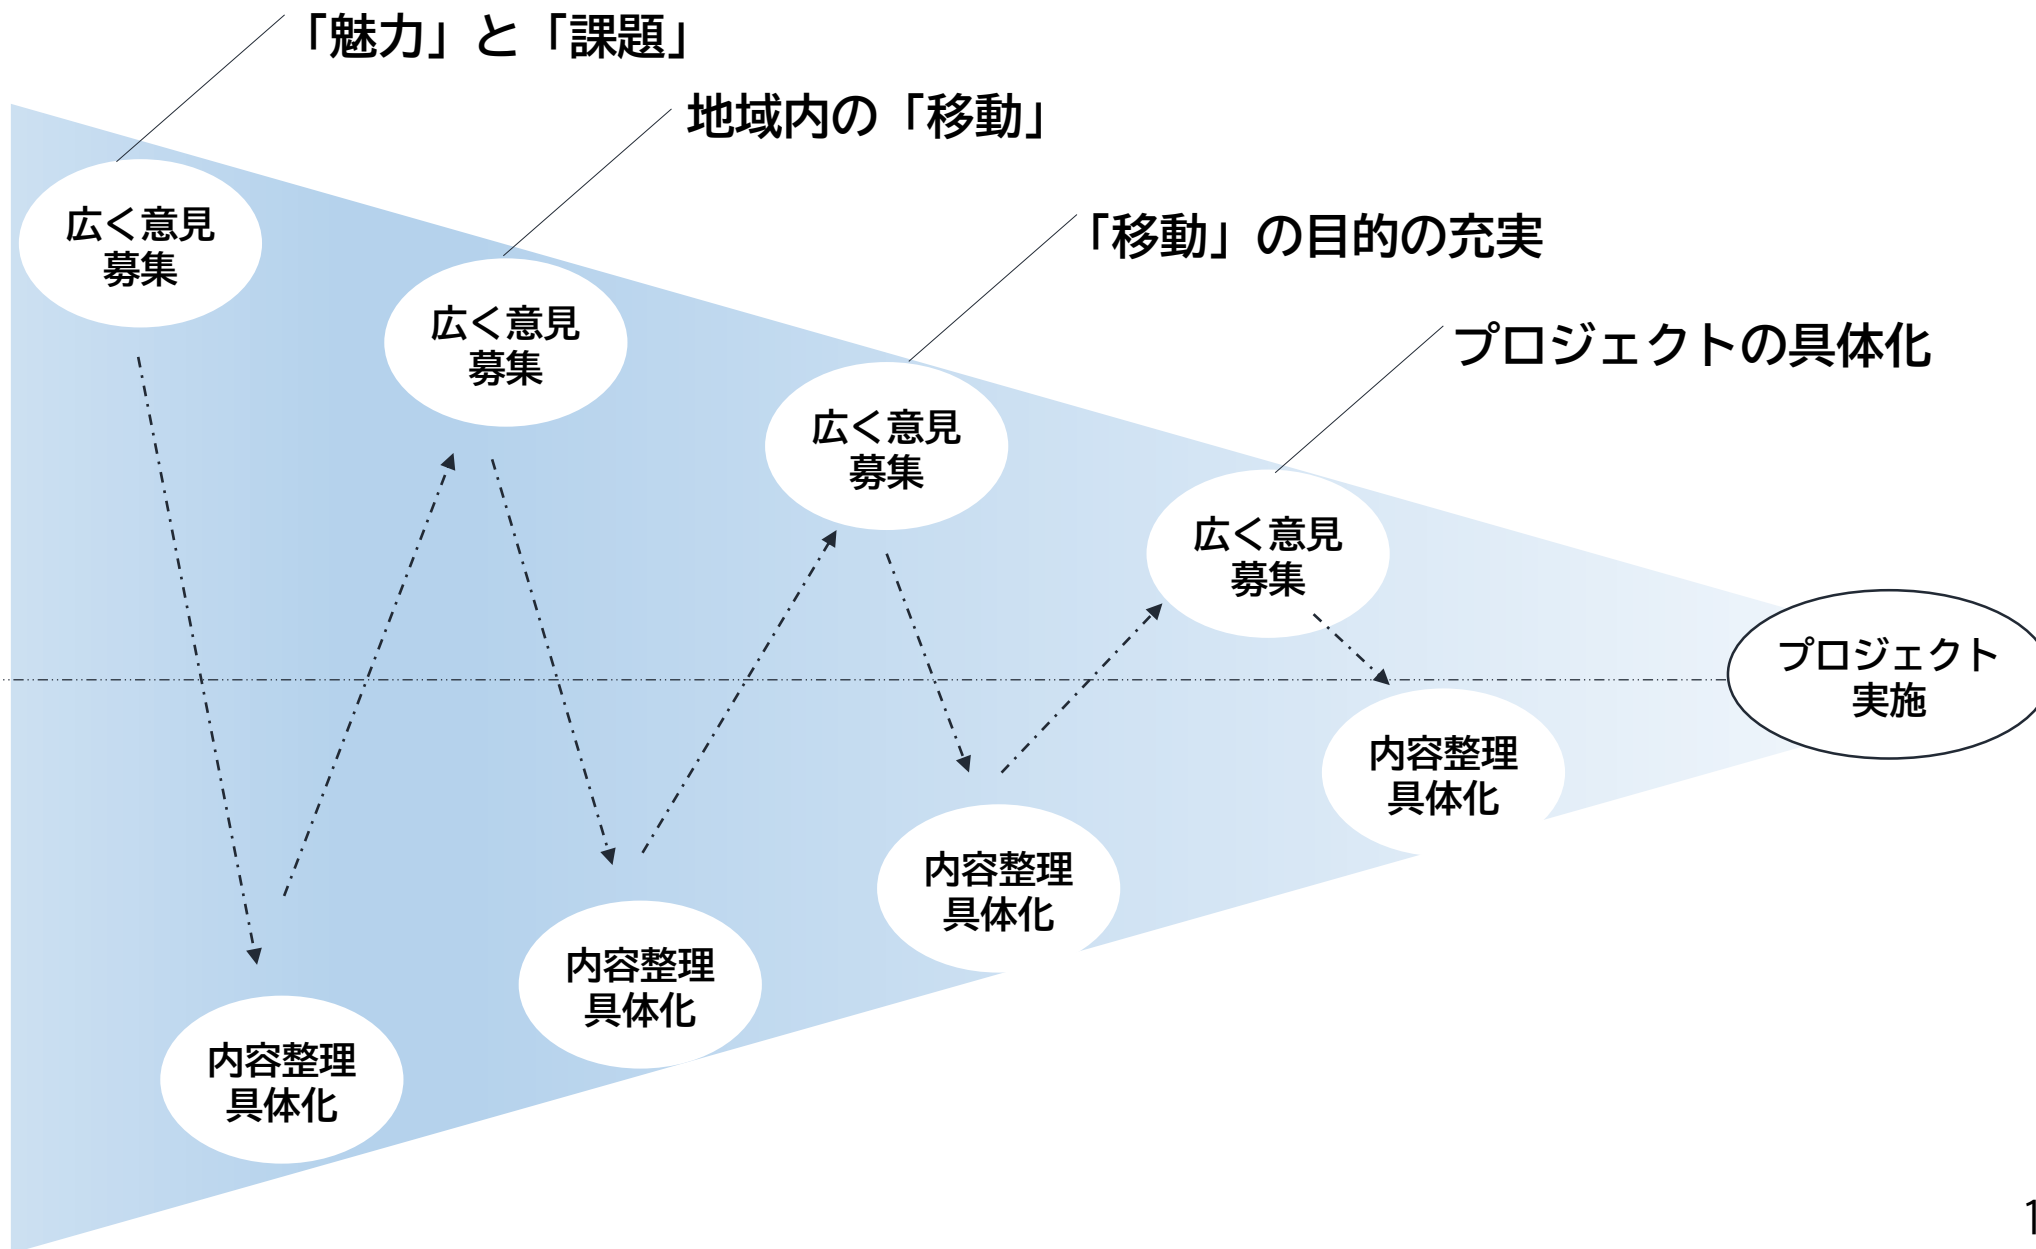 「魅力」と「課題」
地域内の「移動」
「移動」の目的の充実
プロジェクトの具体化
広く意見
募集
広く意見
募集
広く意見
募集
広く意見
募集
プロジェクト
実施
内容整理
具体化
内容整理
具体化
内容整理
具体化
内容整理
具体化
1